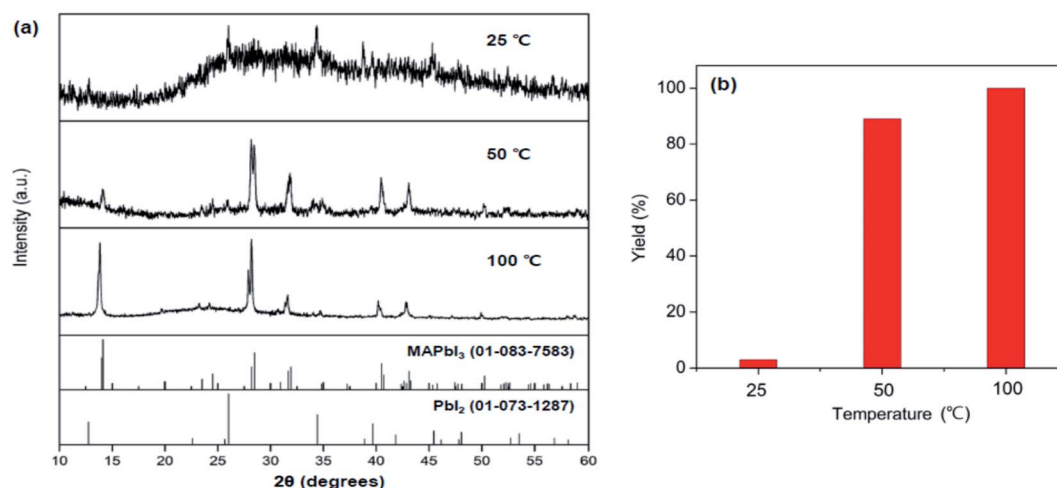 (a)
25 °C
50 °C
100 °C
Intensity (a.u.)
MAPbI₃ (01-083-7583)
PbI₂ (01-073-1287)
10 15 20 25 30 35 40 45 50 55 60
2θ (degrees)
(b)
100
80
60
40
20
0
Yield (%)
25 50 100
Temperature (℃)